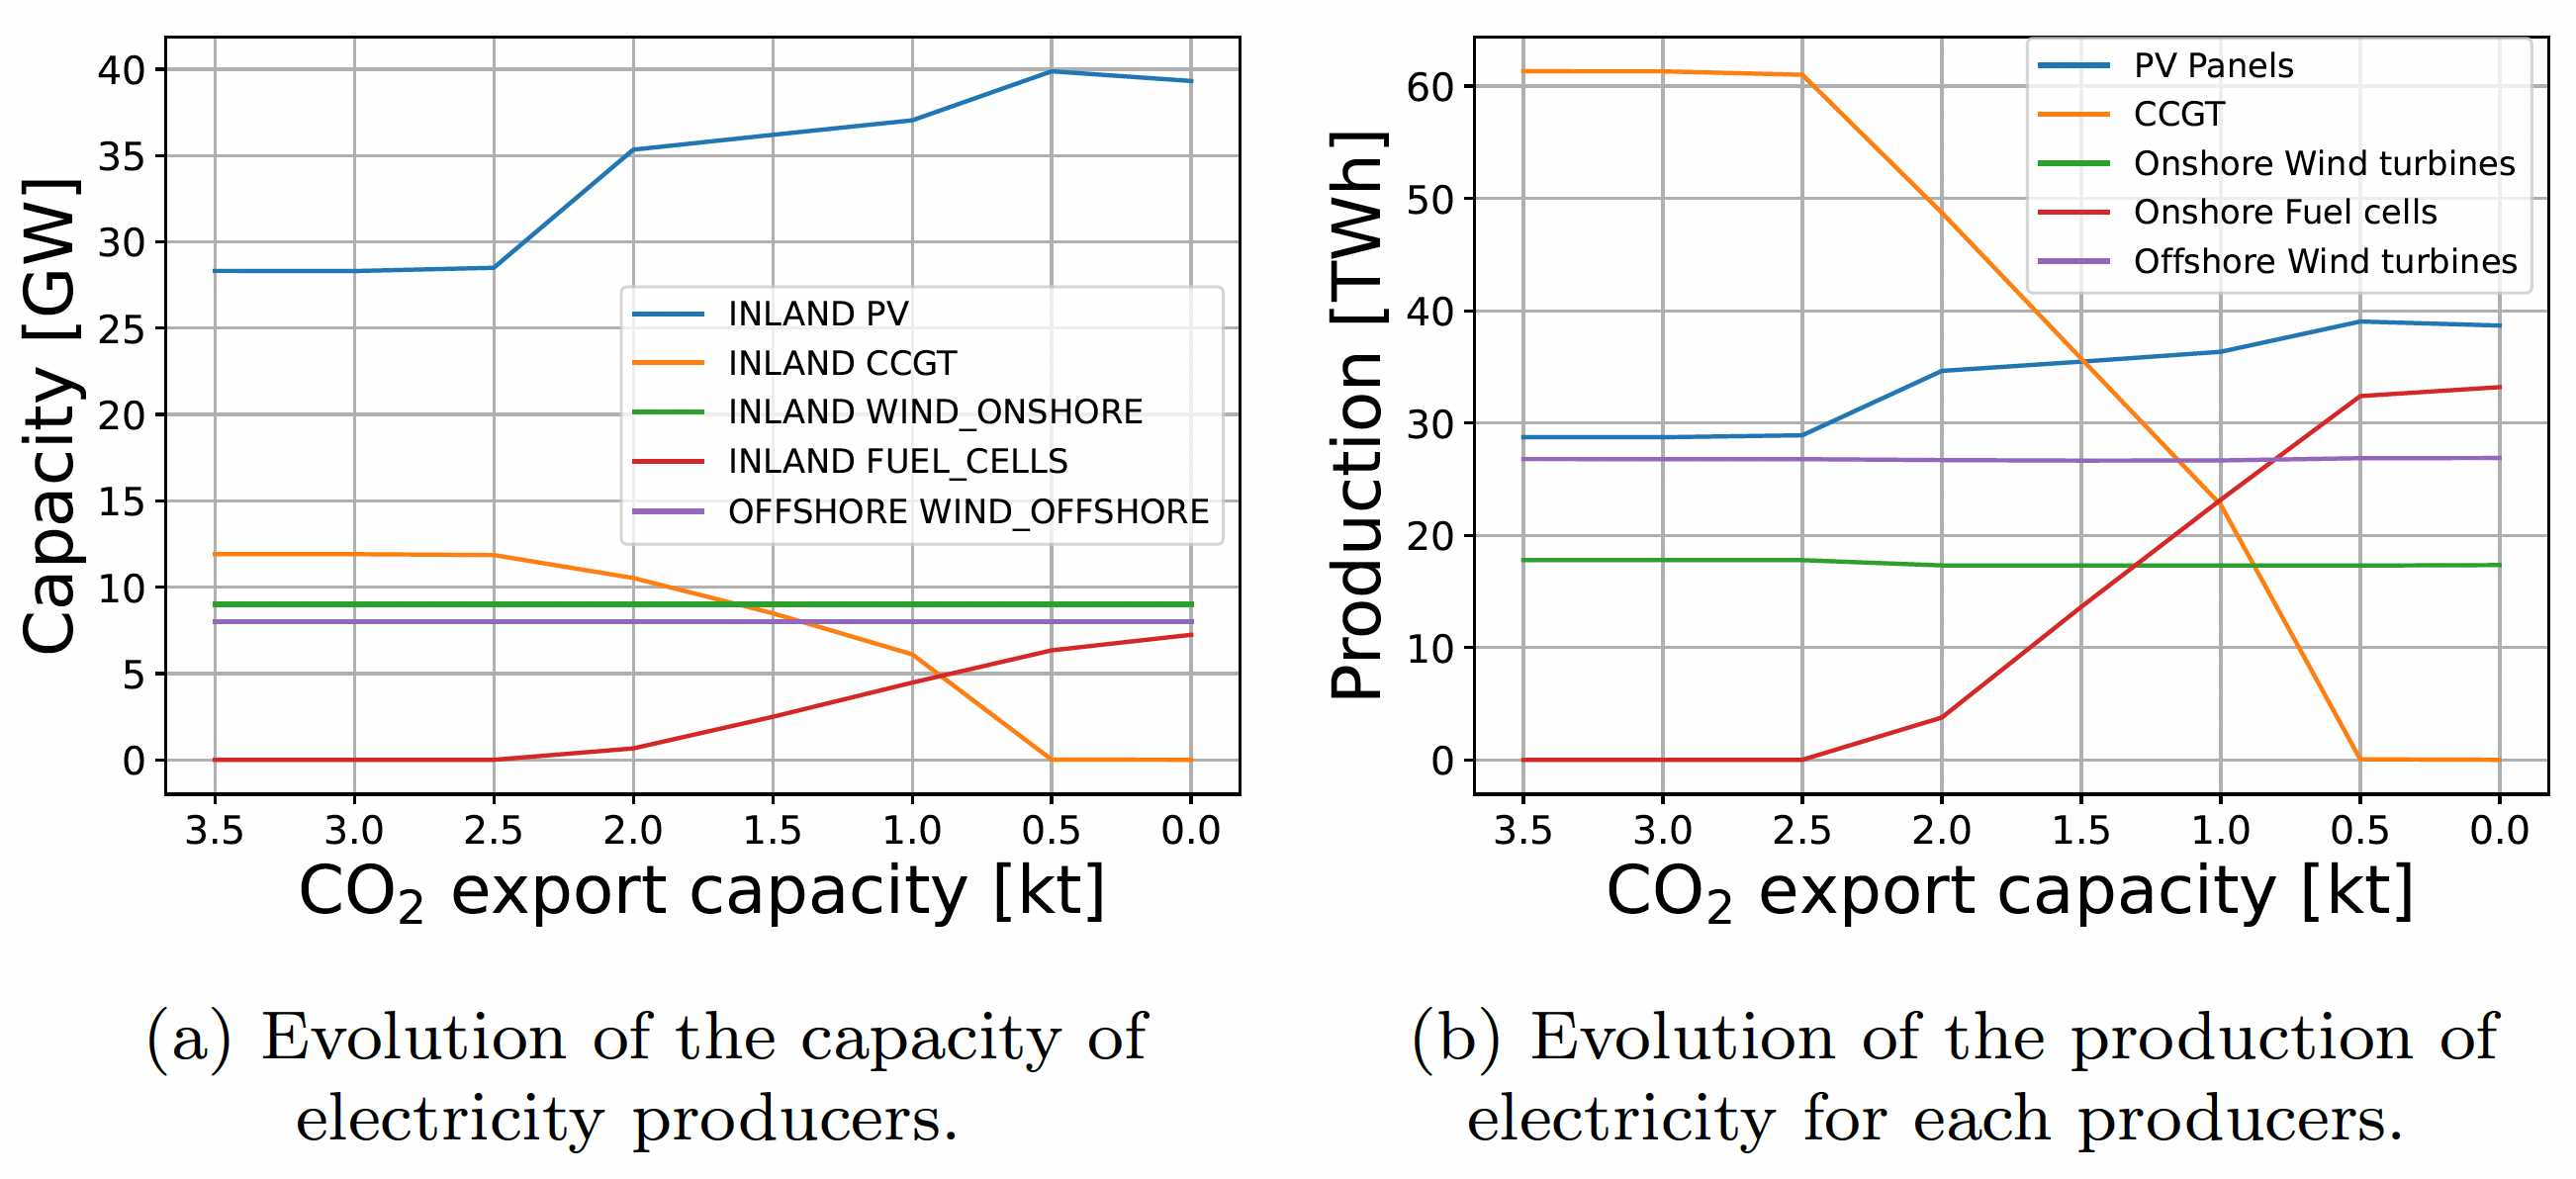 Capacity [GW]
40
35
30
25
20
15
10
5
0
INLAND PV
INLAND CCGT
INLAND WIND_ONSHORE
INLAND FUEL_CELLS
OFFSHORE WIND_OFFSHORE
3.5 3.0 2.5 2.0 1.5 1.0 0.5 0.0
CO₂ export capacity [kt]
(a) Evolution of the capacity of
electricity producers.
Production [TWh]
60
50
40
30
20
10
0
PV Panels
CCGT
Onshore Wind turbines
Onshore Fuel cells
Offshore Wind turbines
3.5 3.0 2.5 2.0 1.5 1.0 0.5 0.0
CO₂ export capacity [kt]
(b) Evolution of the production of
electricity for each producers.